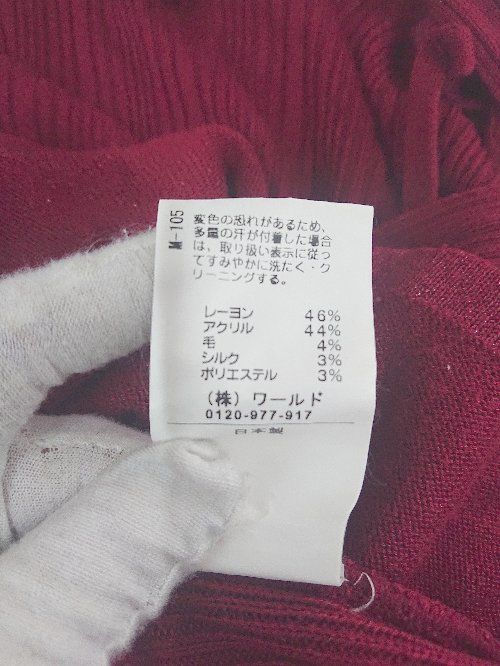 M-105
変色の恐れがあるため、
多量の汗が付着した場合
は、取り扱い表示に従っ
てすみやかに洗たく・ク
リーニングする。
レーヨン 46%
アクリル 44%
毛 4%
シルク 3%
ポリエステル 3%
(株) ワールド
0120-977-917
日本製